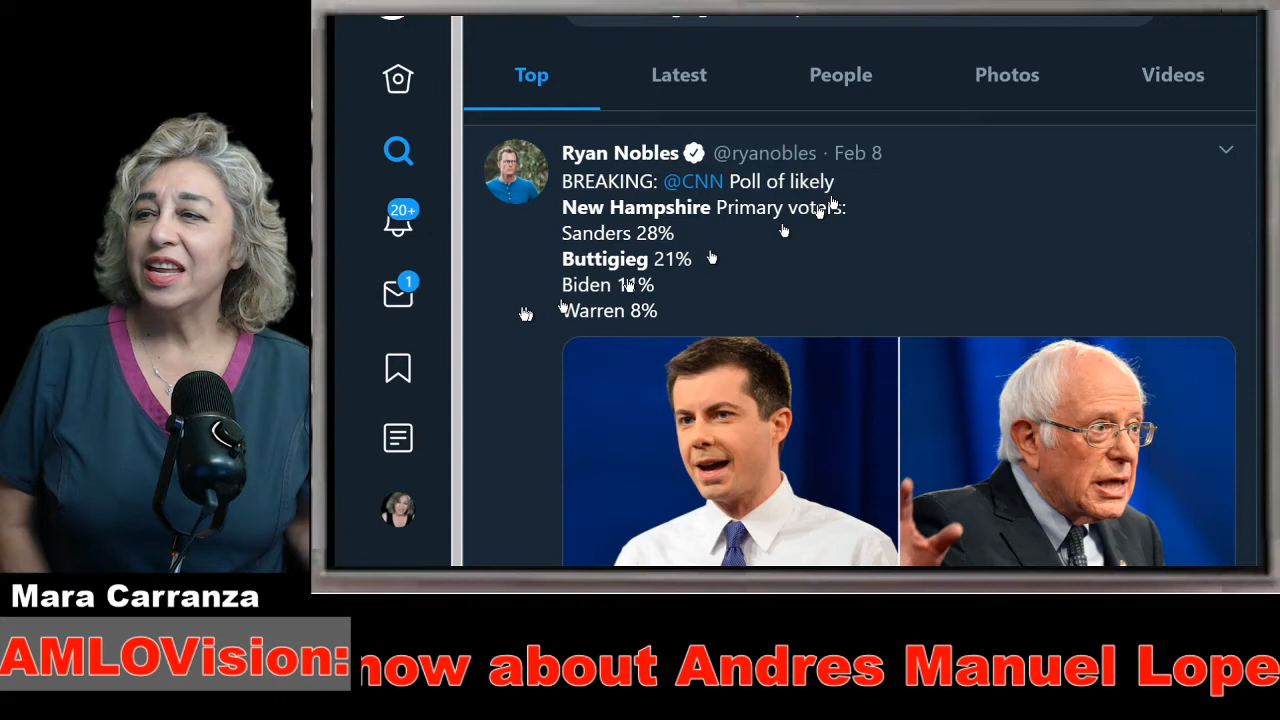 Top Latest People Photos Videos
Ryan Nobles @ryanobles · Feb 8
BREAKING: @CNN Poll of likely
New Hampshire Primary voters:
Sanders 28%
Buttigieg 21%
Biden 11%
Warren 8%
20+
1
Mara Carranza
AMLOVision:
now about Andres Manuel Lope